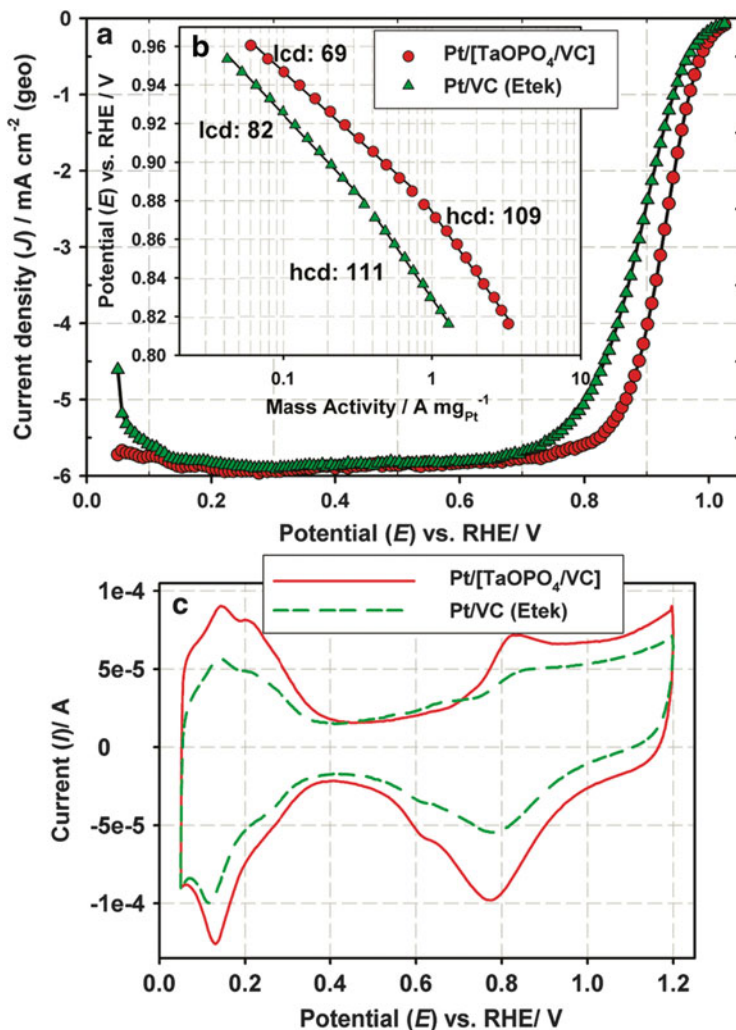 a
b
Pt/[TaOPO₄/VC]
Pt/VC (Etek)
lcd: 69
lcd: 82
hcd: 109
hcd: 111
0.96
0.94
0.92
0.90
0.88
0.86
0.84
0.82
0.80
Potential (E) vs. RHE / V
0.1 1 10
Mass Activity / A mg_Pt⁻¹
0
-1
-2
-3
-4
-5
-6
Current density (J) / mA cm⁻² (geo)
0.0 0.2 0.4 0.6 0.8 1.0
Potential (E) vs. RHE/ V
c
Pt/[TaOPO₄/VC]
Pt/VC (Etek)
1e-4
5e-5
0
-5e-5
-1e-4
Current (I)/ A
0.0 0.2 0.4 0.6 0.8 1.0 1.2
Potential (E) vs. RHE/ V